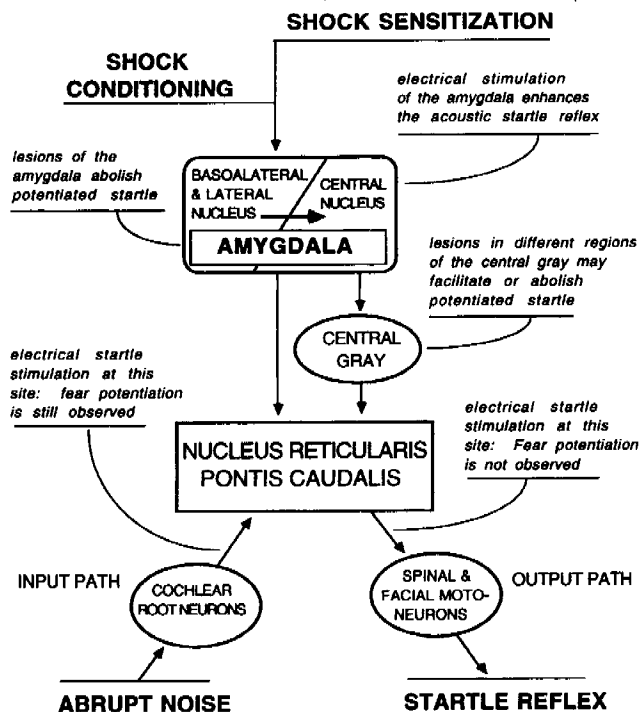 SHOCK SENSITIZATION
SHOCK
CONDITIONING
electrical stimulation
of the amygdala enhances
the acoustic startle reflex
lesions of the
amygdala abolish
potentiated startle
BASOALATERAL
& LATERAL
NUCLEUS
CENTRAL
NUCLEUS
AMYGDALA
lesions in different regions
of the central gray may
facilitate or abolish
potentiated startle
CENTRAL
GRAY
electrical startle
stimulation at this
site: fear potentiation
is still observed
electrical startle
stimulation at this
site: Fear potentiation
is not observed
NUCLEUS RETICULARIS
PONTIS CAUDALIS
INPUT PATH
COCHLEAR
ROOT NEURONS
SPINAL &
FACIAL MOTO-
NEURONS
OUTPUT PATH
ABRUPT NOISE
STARTLE REFLEX